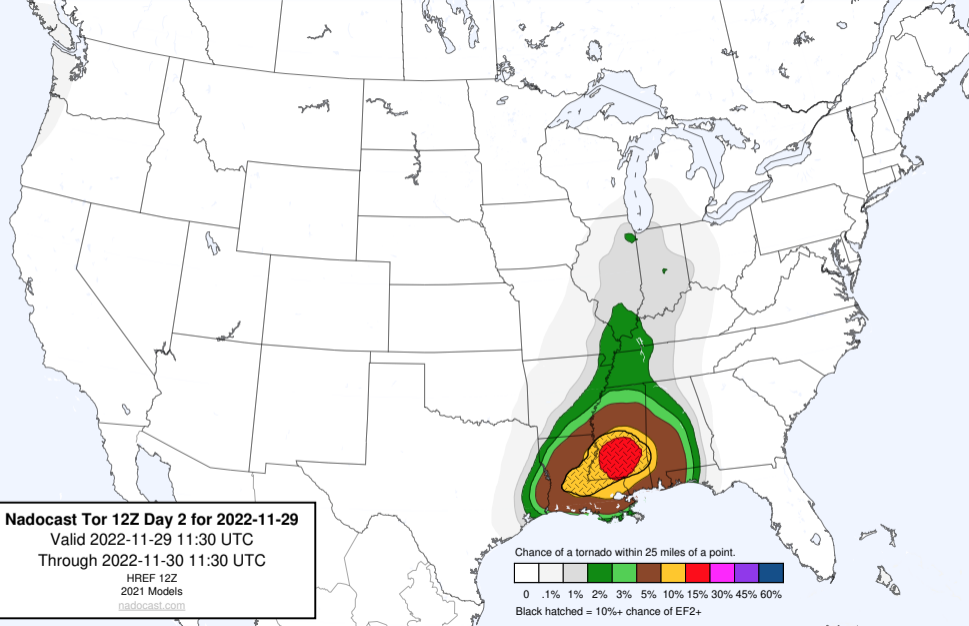 Nadocast Tor 12Z Day 2 for 2022-11-29
Valid 2022-11-29 11:30 UTC
Through 2022-11-30 11:30 UTC
HREF 12Z
2021 Models
nadocast.com
Chance of a tornado within 25 miles of a point.
0 .1% 1% 2% 3% 5% 10% 15% 30% 45% 60%
Black hatched = 10%+ chance of EF2+